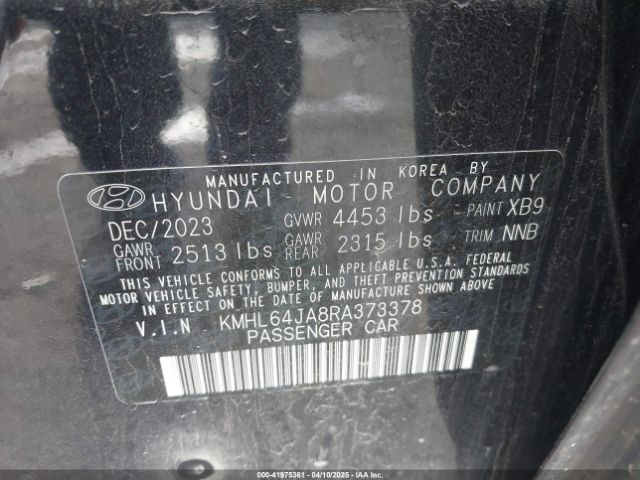 MANUFACTURED IN KOREA BY
HYUNDAI MOTOR COMPANY
DEC/2023 GVWR 4453 lbs PAINT XB9
GAWR FRONT 2513 lbs GAWR REAR 2315 lbs TRIM NNB
THIS VEHICLE CONFORMS TO ALL APPLICABLE U.S.A. FEDERAL
MOTOR VEHICLE SAFETY, BUMPER, AND THEFT PREVENTION STANDARDS
IN EFFECT ON THE DATE OF MANUFACTURE SHOWN ABOVE.
V.I.N KMHL64JA8RA373378
PASSENGER CAR
000-41975361 - 04/10/2025 - IAAI.COM